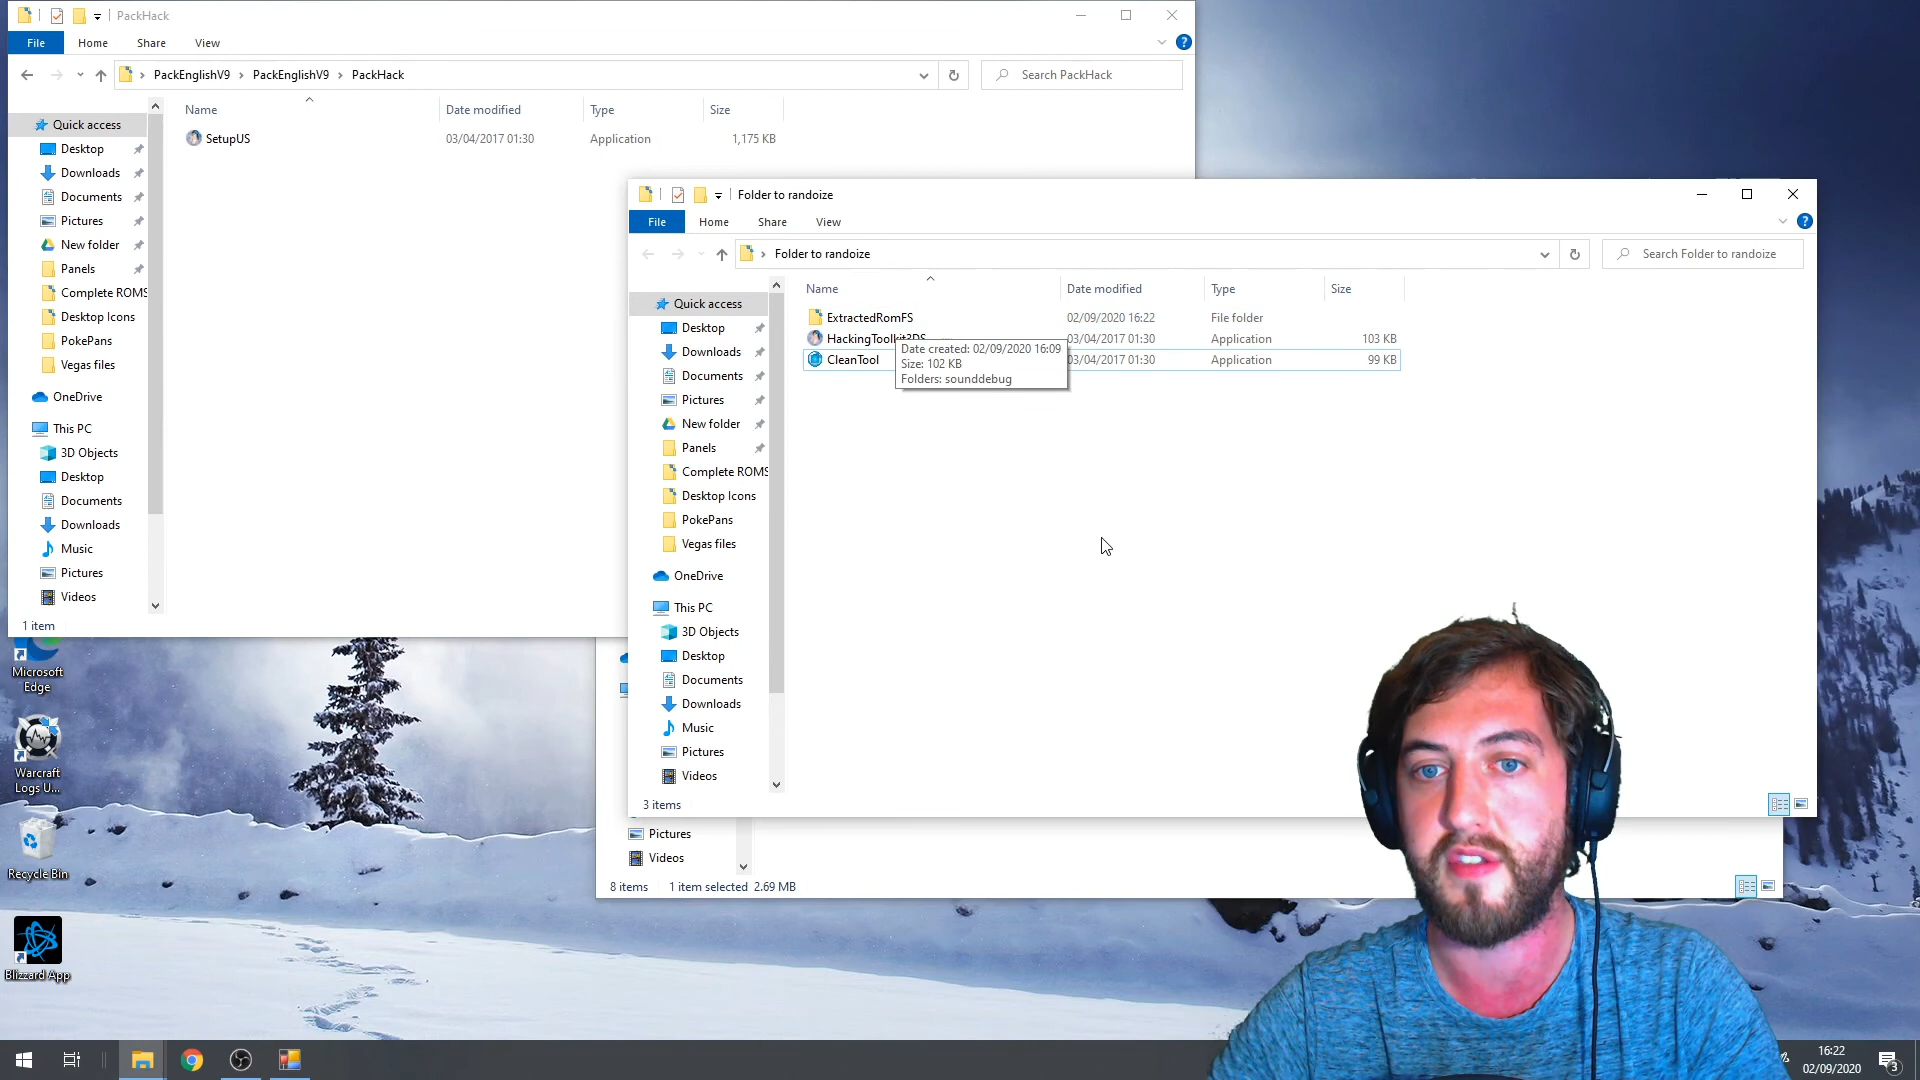 PackHack
File Home Share View
PackEnglishV9 PackEnglishV9 PackHack
Search PackHack
Name Date modified Type Size
SetupUS 03/04/2017 01:30 Application 1,175 KB
Quick access
Desktop
Downloads
Documents
Pictures
New folder
Panels
Complete ROMS
Desktop Icons
PokePans
Vegas files
OneDrive
This PC
3D Objects
Desktop
Documents
Downloads
Music
Pictures
Videos
1 item
Folder to randoize
File Home Share View
Folder to randoize
Search Folder to randoize
Name Date modified Type Size
ExtractedRomFS 02/09/2020 16:22 File folder
HackingToolkit3DS 03/04/2017 01:30 Application 103 KB
CleanTool 03/04/2017 01:30 Application 99 KB
Date created: 02/09/2020 16:09
Size: 102 KB
Folders: sounddebug
Quick access
Desktop
Downloads
Documents
Pictures
New folder
Panels
Complete ROMS
Desktop Icons
PokePans
Vegas files
OneDrive
This PC
3D Objects
Desktop
Documents
Downloads
Music
Pictures
Videos
3 items
Pictures
Videos
8 items 1 item selected 2.69 MB
Microsoft
Edge
Warcraft
Logs U...
Recycle Bin
Blizzard App
16:22
02/09/2020
3